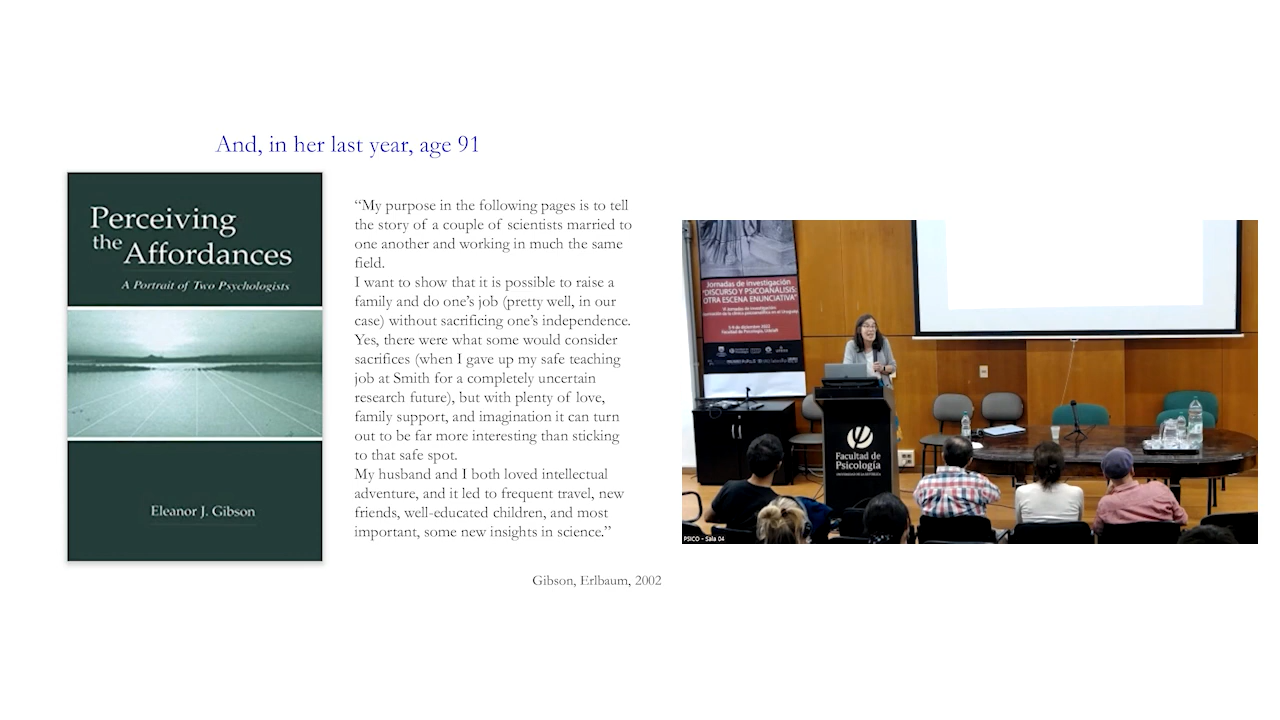 And, in her last year, age 91
Perceiving
the Affordances
A Portrait of Two Psychologists
Eleanor J. Gibson
“My purpose in the following pages is to tell
the story of a couple of scientists married to
one another and working in much the same
field.
I want to show that it is possible to raise a
family and do one’s job (pretty well, in our
case) without sacrificing one’s independence.
Yes, there were what some would consider
sacrifices (when I gave up my safe teaching
job at Smith for a completely uncertain
research future), but with plenty of love,
family support, and imagination it can turn
out to be far more interesting than sticking
to that safe spot.
My husband and I both loved intellectual
adventure, and it led to frequent travel, new
friends, well-educated children, and most
important, some new insights in science.”
Gibson, Erlbaum, 2002
Jornadas de investigación
"DISCURSO Y PSICOANÁLISIS:
OTRA ESCENA ENUNCIATIVA"
Facultad de
Psicología
UNIVERSIDAD DE LA REPÚBLICA
PSICO - Sala 04